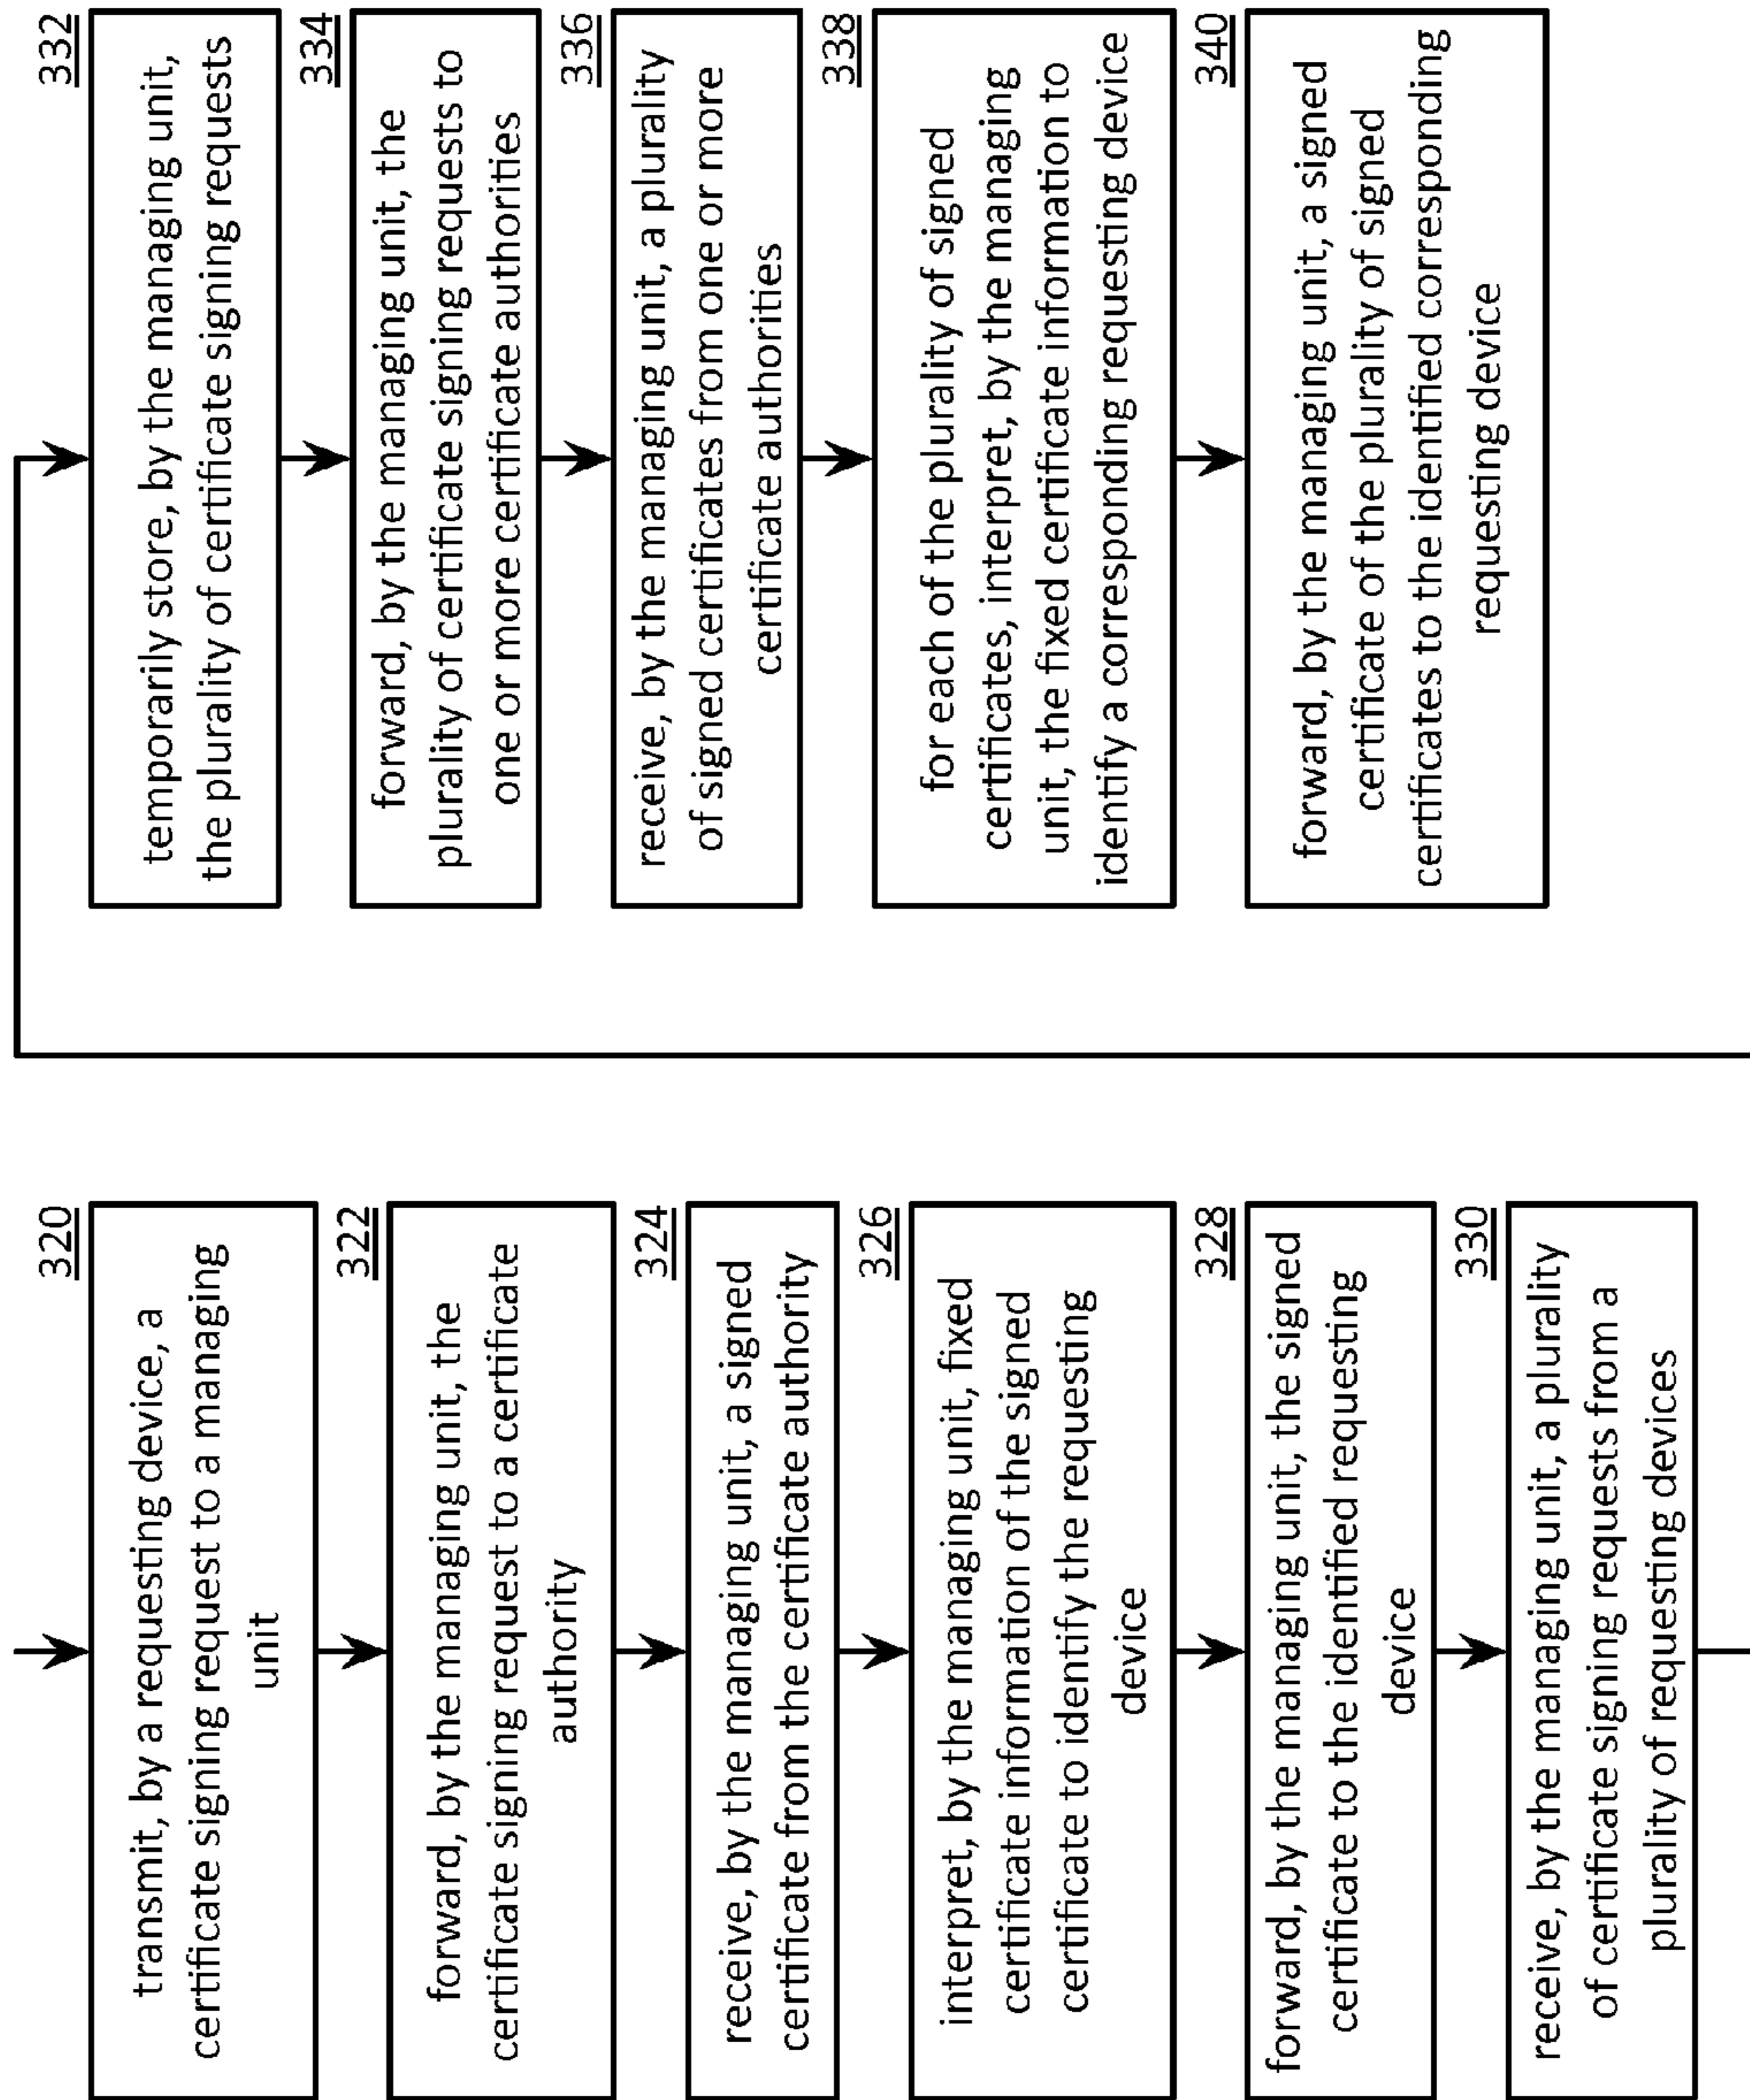 320
transmit, by a requesting device, a
certificate signing request to a managing
unit
322
forward, by the managing unit, the
certificate signing request to a certificate
authority
324
receive, by the managing unit, a signed
certificate from the certificate authority
326
interpret, by the managing unit, fixed
certificate information of the signed
certificate to identify the requesting
device
328
forward, by the managing unit, the signed
certificate to the identified requesting
device
330
receive, by the managing unit, a plurality
of certificate signing requests from a
plurality of requesting devices
332
temporarily store, by the managing unit,
the plurality of certificate signing requests
334
forward, by the managing unit, the
plurality of certificate signing requests to
one or more certificate authorities
336
receive, by the managing unit, a plurality
of signed certificates from one or more
certificate authorities
338
for each of the plurality of signed
certificates, interpret, by the managing
unit, the fixed certificate information to
identify a corresponding requesting device
340
forward, by the managing unit, a signed
certificate of the plurality of signed
certificates to the identified corresponding
requesting device